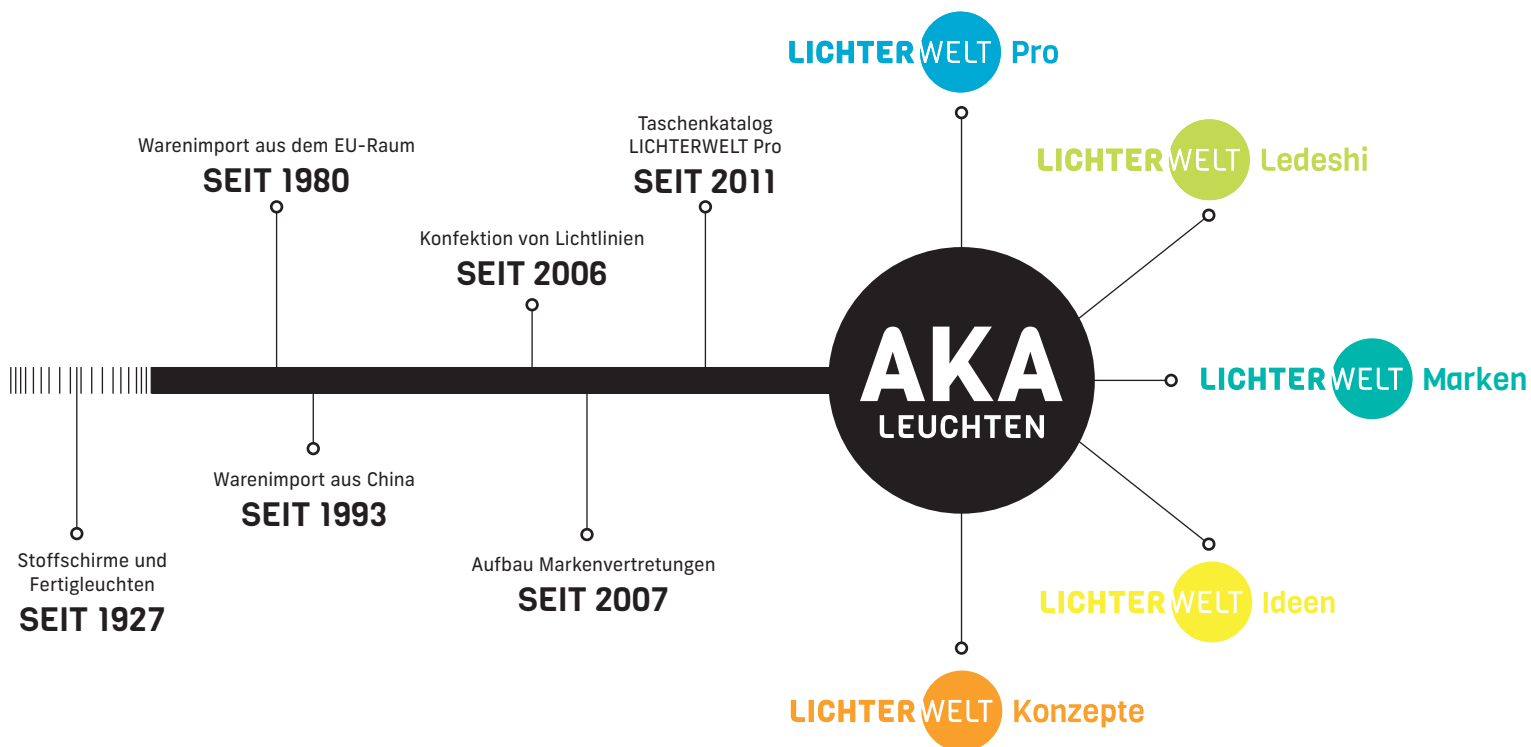 LICHTERWELT Pro
Taschenkatalog
LICHTERWELT Pro
SEIT 2011
Warenimport aus dem EU-Raum
SEIT 1980
LICHTERWELT Ledeshi
Konfektion von Lichtlinien
SEIT 2006
AKA
LEUCHTEN
LICHTERWELT Marken
Warenimport aus China
SEIT 1993
Stoffschirme und
Fertigleuchten
SEIT 1927
Aufbau Markenvertretungen
SEIT 2007
LICHTERWELT Ideen
LICHTERWELT Konzepte